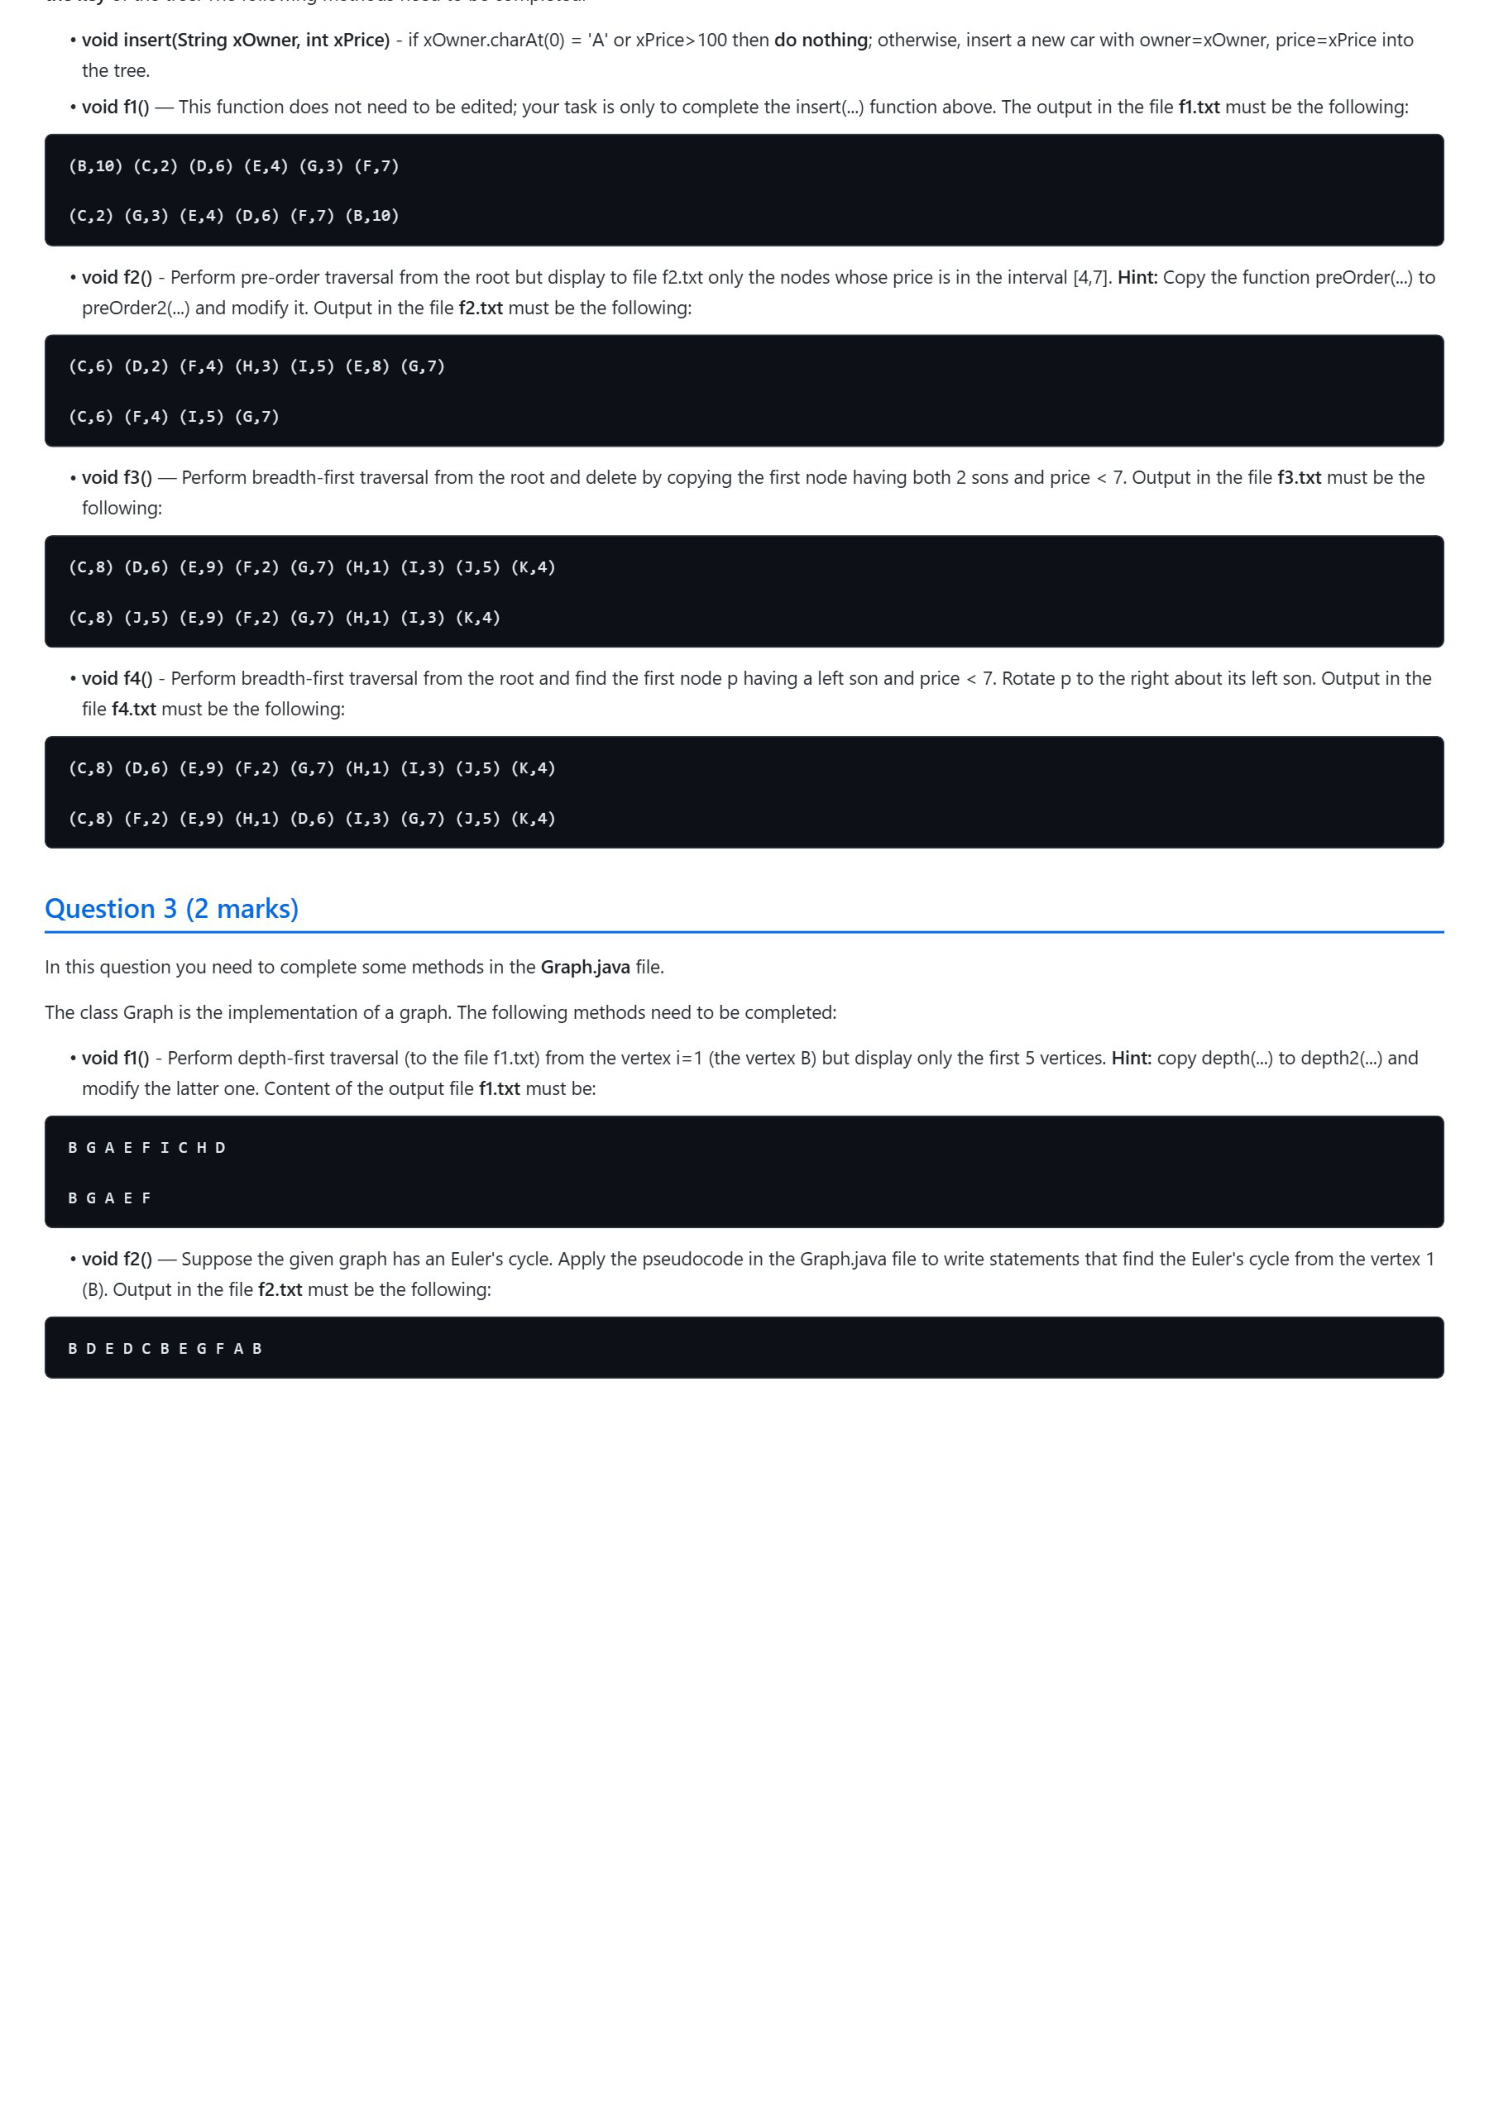 the key of the tree. The following methods need to be completed:
• void insert(String xOwner, int xPrice) - if xOwner.charAt(0) = 'A' or xPrice>100 then do nothing; otherwise, insert a new car with owner=xOwner, price=xPrice into
the tree.
• void f1() — This function does not need to be edited; your task is only to complete the insert(...) function above. The output in the file f1.txt must be the following:
(B,10) (C,2) (D,6) (E,4) (G,3) (F,7)
(C,2) (G,3) (E,4) (D,6) (F,7) (B,10)
• void f2() - Perform pre-order traversal from the root but display to file f2.txt only the nodes whose price is in the interval [4,7]. Hint: Copy the function preOrder(...) to
preOrder2(...) and modify it. Output in the file f2.txt must be the following:
(C,6) (D,2) (F,4) (H,3) (I,5) (E,8) (G,7)
(C,6) (F,4) (I,5) (G,7)
• void f3() — Perform breadth-first traversal from the root and delete by copying the first node having both 2 sons and price < 7. Output in the file f3.txt must be the
following:
(C,8) (D,6) (E,9) (F,2) (G,7) (H,1) (I,3) (J,5) (K,4)
(C,8) (J,5) (E,9) (F,2) (G,7) (H,1) (I,3) (K,4)
• void f4() - Perform breadth-first traversal from the root and find the first node p having a left son and price < 7. Rotate p to the right about its left son. Output in the
file f4.txt must be the following:
(C,8) (D,6) (E,9) (F,2) (G,7) (H,1) (I,3) (J,5) (K,4)
(C,8) (F,2) (E,9) (H,1) (D,6) (I,3) (G,7) (J,5) (K,4)
Question 3 (2 marks)
In this question you need to complete some methods in the Graph.java file.
The class Graph is the implementation of a graph. The following methods need to be completed:
• void f1() - Perform depth-first traversal (to the file f1.txt) from the vertex i=1 (the vertex B) but display only the first 5 vertices. Hint: copy depth(...) to depth2(...) and
modify the latter one. Content of the output file f1.txt must be:
B G A E F I C H D
B G A E F
• void f2() — Suppose the given graph has an Euler's cycle. Apply the pseudocode in the Graph.java file to write statements that find the Euler's cycle from the vertex 1
(B). Output in the file f2.txt must be the following:
B D E D C B E G F A B